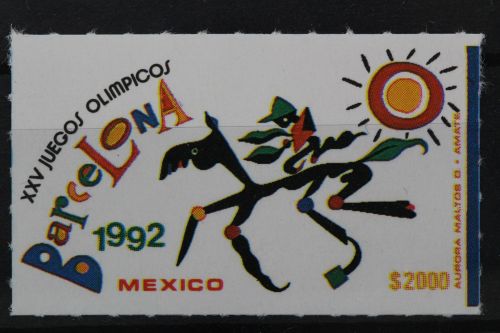 XXV JUEGOS OLIMPICOS
BarceLONA
1992
MEXICO
$2000
AURORA MALTOS G • AMATE